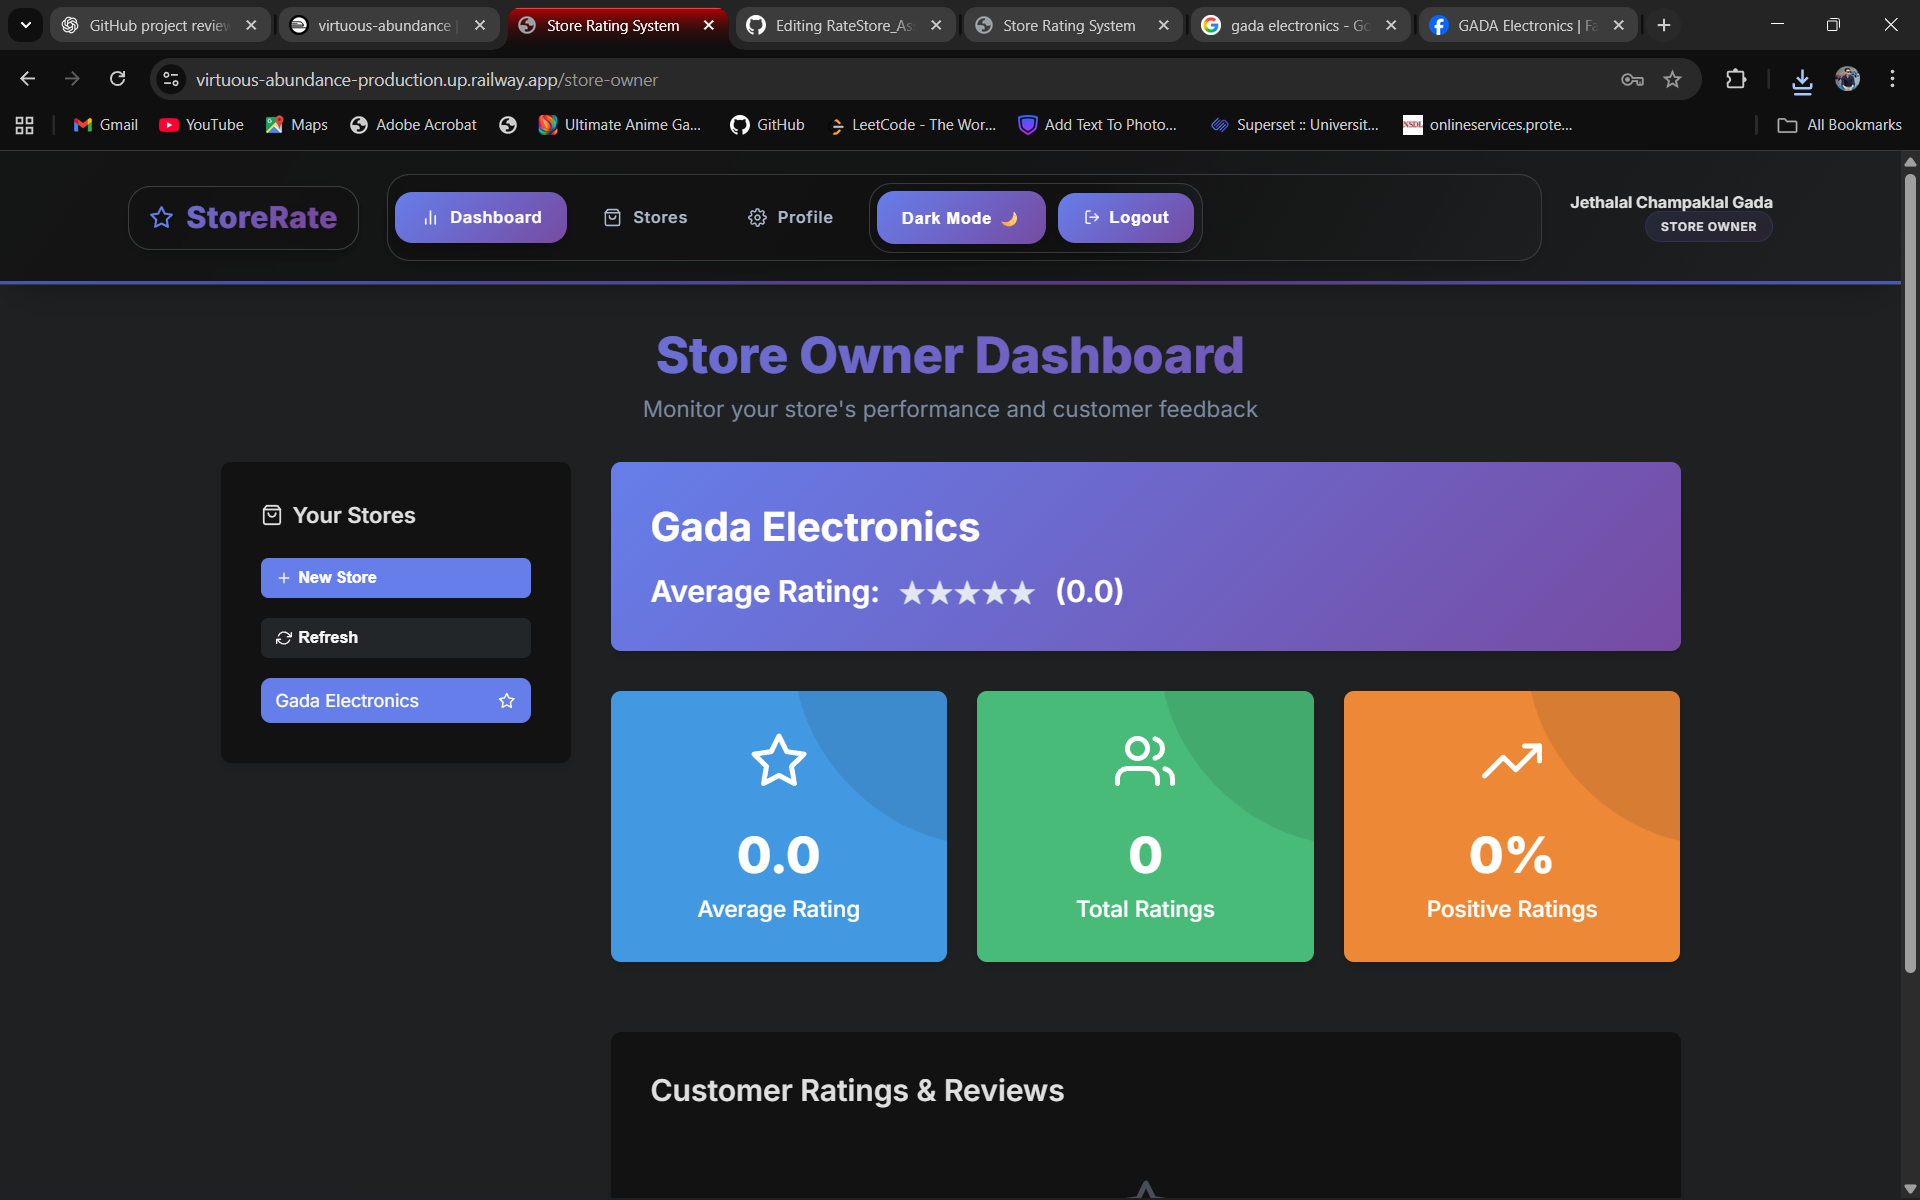 GitHub project review
virtuous-abundance
Store Rating System
Editing RateStore_As
Store Rating System
gada electronics - Go
GADA Electronics | Fa
virtuous-abundance-production.up.railway.app/store-owner
Gmail
YouTube
Maps
Adobe Acrobat
Ultimate Anime Ga...
GitHub
LeetCode - The Wor...
Add Text To Photo...
Superset :: Universit...
NSDL
onlineservices.prote...
All Bookmarks
StoreRate
Dashboard
Stores
Profile
Dark Mode 🌙
Logout
Jethalal Champaklal Gada
STORE OWNER
Store Owner Dashboard
Monitor your store's performance and customer feedback
Your Stores
+ New Store
Refresh
Gada Electronics
Gada Electronics
Average Rating: ★★★★★ (0.0)
0.0
Average Rating
0
Total Ratings
0%
Positive Ratings
Customer Ratings & Reviews